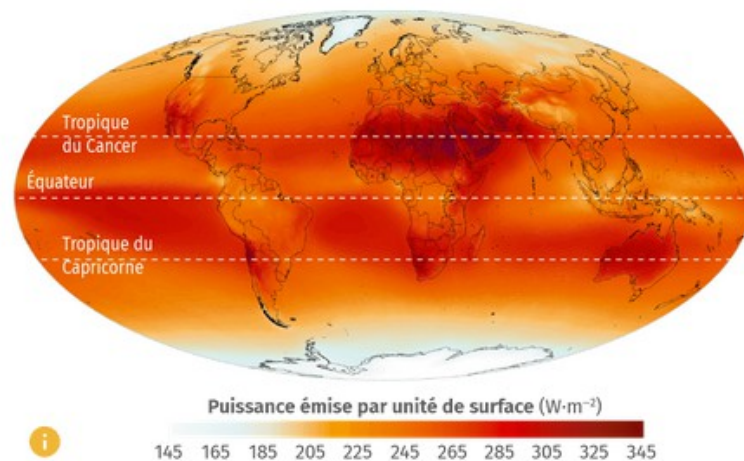 Tropique
du Cancer
Équateur
Tropique du
Capricorne
Puissance émise par unité de surface (W·m⁻²)
i
145 165 185 205 225 245 265 285 305 325 345